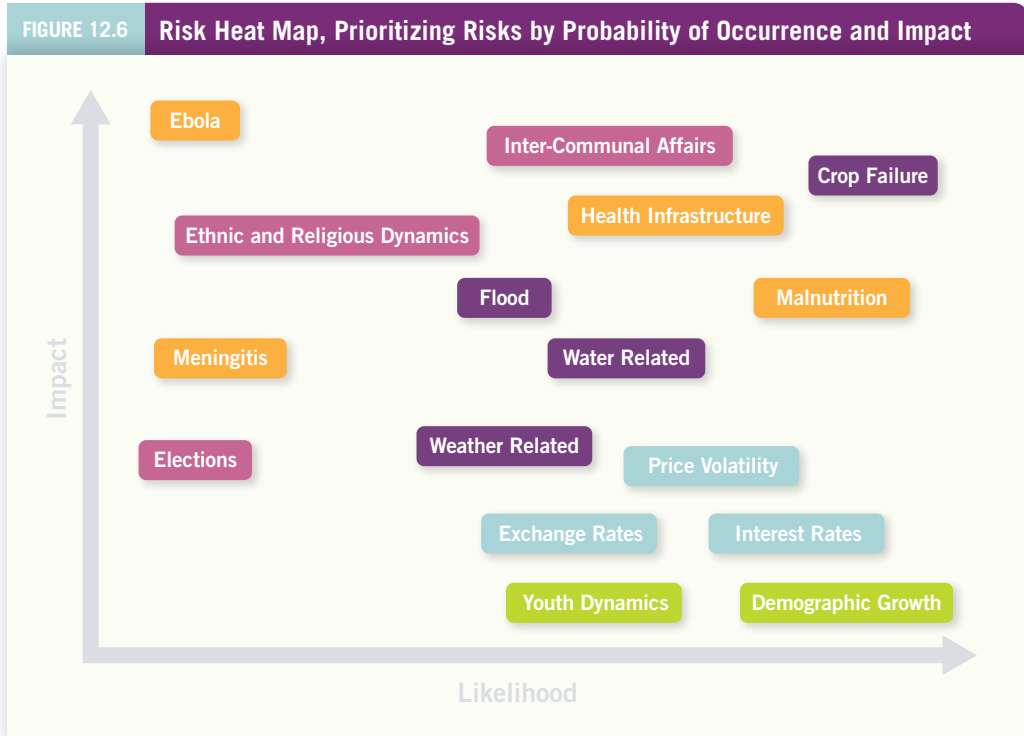 FIGURE 12.6
Risk Heat Map, Prioritizing Risks by Probability of Occurrence and Impact
Ebola
Inter-Communal Affairs
Crop Failure
Health Infrastructure
Ethnic and Religious Dynamics
Flood
Malnutrition
Meningitis
Water Related
Impact
Weather Related
Elections
Price Volatility
Exchange Rates
Interest Rates
Youth Dynamics
Demographic Growth
Likelihood